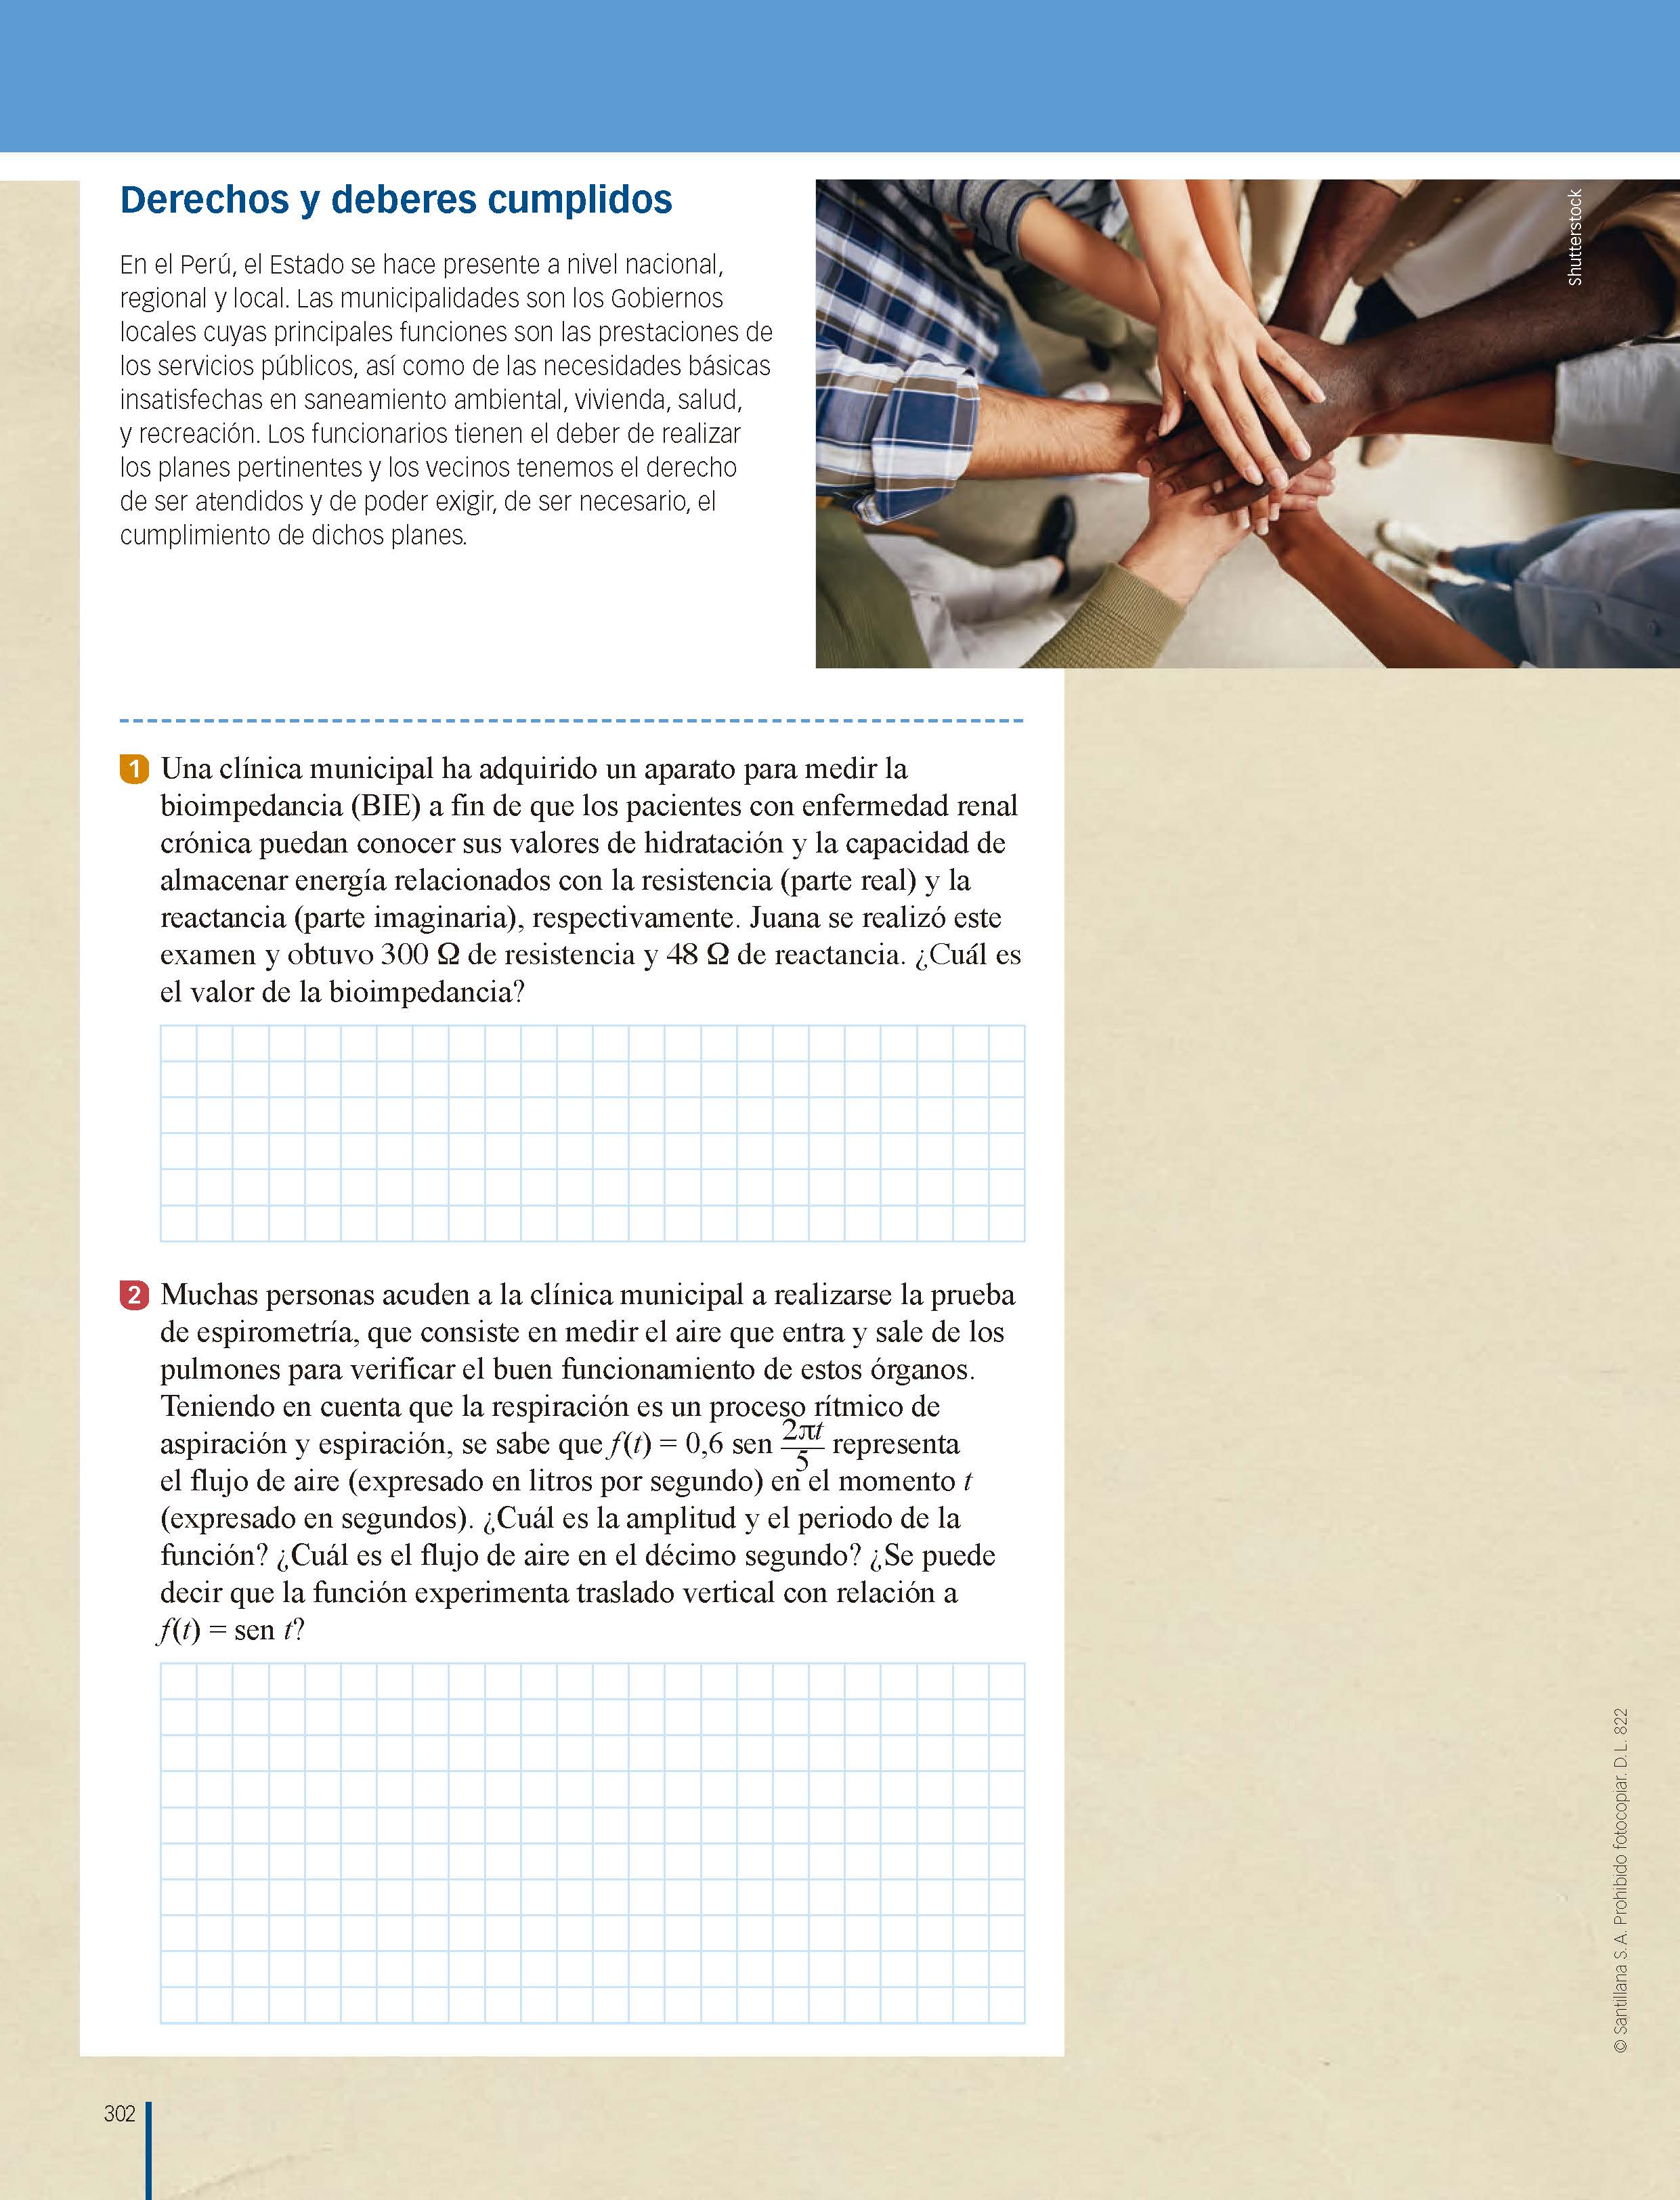 Derechos y deberes cumplidos
En el Perú, el Estado se hace presente a nivel nacional,
regional y local. Las municipalidades son los Gobiernos
locales cuyas principales funciones son las prestaciones de
los servicios públicos, así como de las necesidades básicas
insatisfechas en saneamiento ambiental, vivienda, salud,
y recreación. Los funcionarios tienen el deber de realizar
los planes pertinentes y los vecinos tenemos el derecho
de ser atendidos y de poder exigir, de ser necesario, el
cumplimiento de dichos planes.
Shutterstock
1 Una clínica municipal ha adquirido un aparato para medir la
bioimpedancia (BIE) a fin de que los pacientes con enfermedad renal
crónica puedan conocer sus valores de hidratación y la capacidad de
almacenar energía relacionados con la resistencia (parte real) y la
reactancia (parte imaginaria), respectivamente. Juana se realizó este
examen y obtuvo 300 Ω de resistencia y 48 Ω de reactancia. ¿Cuál es
el valor de la bioimpedancia?
2 Muchas personas acuden a la clínica municipal a realizarse la prueba
de espirometría, que consiste en medir el aire que entra y sale de los
pulmones para verificar el buen funcionamiento de estos órganos.
Teniendo en cuenta que la respiración es un proceso rítmico de
aspiración y espiración, se sabe que f(t) = 0,6 sen 2πt/5 representa
el flujo de aire (expresado en litros por segundo) en el momento t
(expresado en segundos). ¿Cuál es la amplitud y el periodo de la
función? ¿Cuál es el flujo de aire en el décimo segundo? ¿Se puede
decir que la función experimenta traslado vertical con relación a
f(t) = sen t?
© Santillana S. A. Prohibido fotocopiar. D. L. 822
302